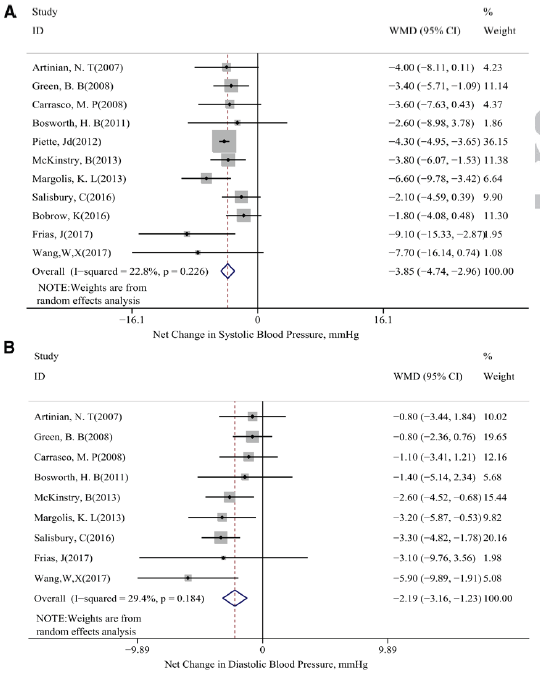 A
Study %
ID WMD (95% CI) Weight
Artinian, N. T(2007) −4.00 (−8.11, 0.11) 4.23
Green, B. B(2008) −3.40 (−5.71, −1.09) 11.14
Carrasco, M. P(2008) −3.60 (−7.63, 0.43) 4.37
Bosworth, H. B(2011) −2.60 (−8.98, 3.78) 1.86
Piette, Jd(2012) −4.30 (−4.95, −3.65) 36.15
McKinstry, B(2013) −3.80 (−6.07, −1.53) 11.38
Margolis, K. L(2013) −6.60 (−9.78, −3.42) 6.64
Salisbury, C(2016) −2.10 (−4.59, 0.39) 9.90
Bobrow, K(2016) −1.80 (−4.08, 0.48) 11.30
Frias, J(2017) −9.10 (−15.33, −2.87) 1.95
Wang,W,X(2017) −7.70 (−16.14, 0.74) 1.08
Overall (I−squared = 22.8%, p = 0.226) −3.85 (−4.74, −2.96) 100.00
NOTE:Weights are from
random effects analysis
−16.1 0 16.1
Net Change in Systolic Blood Pressure, mmHg
B
Study %
ID WMD (95% CI) Weight
Artinian, N. T(2007) −0.80 (−3.44, 1.84) 10.02
Green, B. B(2008) −0.80 (−2.36, 0.76) 19.65
Carrasco, M. P(2008) −1.10 (−3.41, 1.21) 12.16
Bosworth, H. B(2011) −1.40 (−5.14, 2.34) 5.68
McKinstry, B(2013) −2.60 (−4.52, −0.68) 15.44
Margolis, K. L(2013) −3.20 (−5.87, −0.53) 9.82
Salisbury, C(2016) −3.30 (−4.82, −1.78) 20.16
Frias, J(2017) −3.10 (−9.76, 3.56) 1.98
Wang,W,X(2017) −5.90 (−9.89, −1.91) 5.08
Overall (I−squared = 29.4%, p = 0.184) −2.19 (−3.16, −1.23) 100.00
NOTE:Weights are from
random effects analysis
−9.89 0 9.89
Net Change in Diastolic Blood Pressure, mmHg